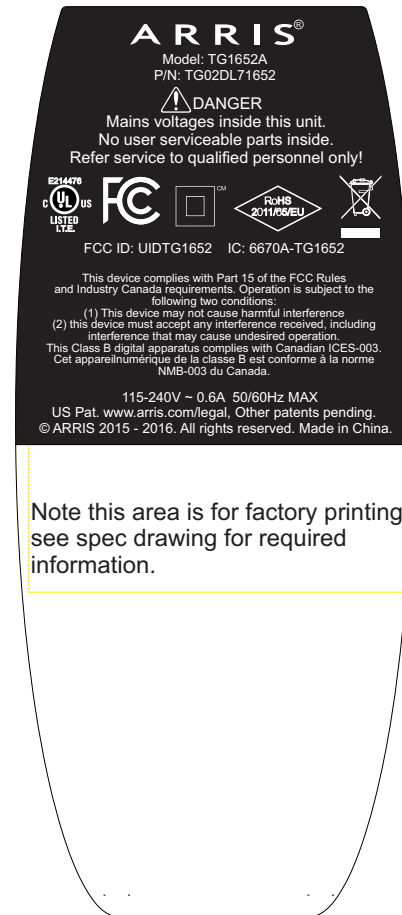 ARRIS®
Model: TG1652A
P/N: TG02DL71652
DANGER
Mains voltages inside this unit.
No user serviceable parts inside.
Refer service to qualified personnel only!
E214476
C UL US
LISTED
I.T.E.
FC
CM
RoHS
2011/65/EU
FCC ID: UIDTG1652 IC: 6670A-TG1652
This device complies with Part 15 of the FCC Rules
and Industry Canada requirements. Operation is subject to the
following two conditions:
(1) This device may not cause harmful interference
(2) this device must accept any interference received, including
interference that may cause undesired operation.
This Class B digital apparatus complies with Canadian ICES-003.
Cet appareilnumérique de la classe B est conforme à la norme
NMB-003 du Canada.
115-240V ~ 0.6A 50/60Hz MAX
US Pat. www.arris.com/legal, Other patents pending.
© ARRIS 2015 - 2016. All rights reserved. Made in China.
Note this area is for factory printing
see spec drawing for required
information.